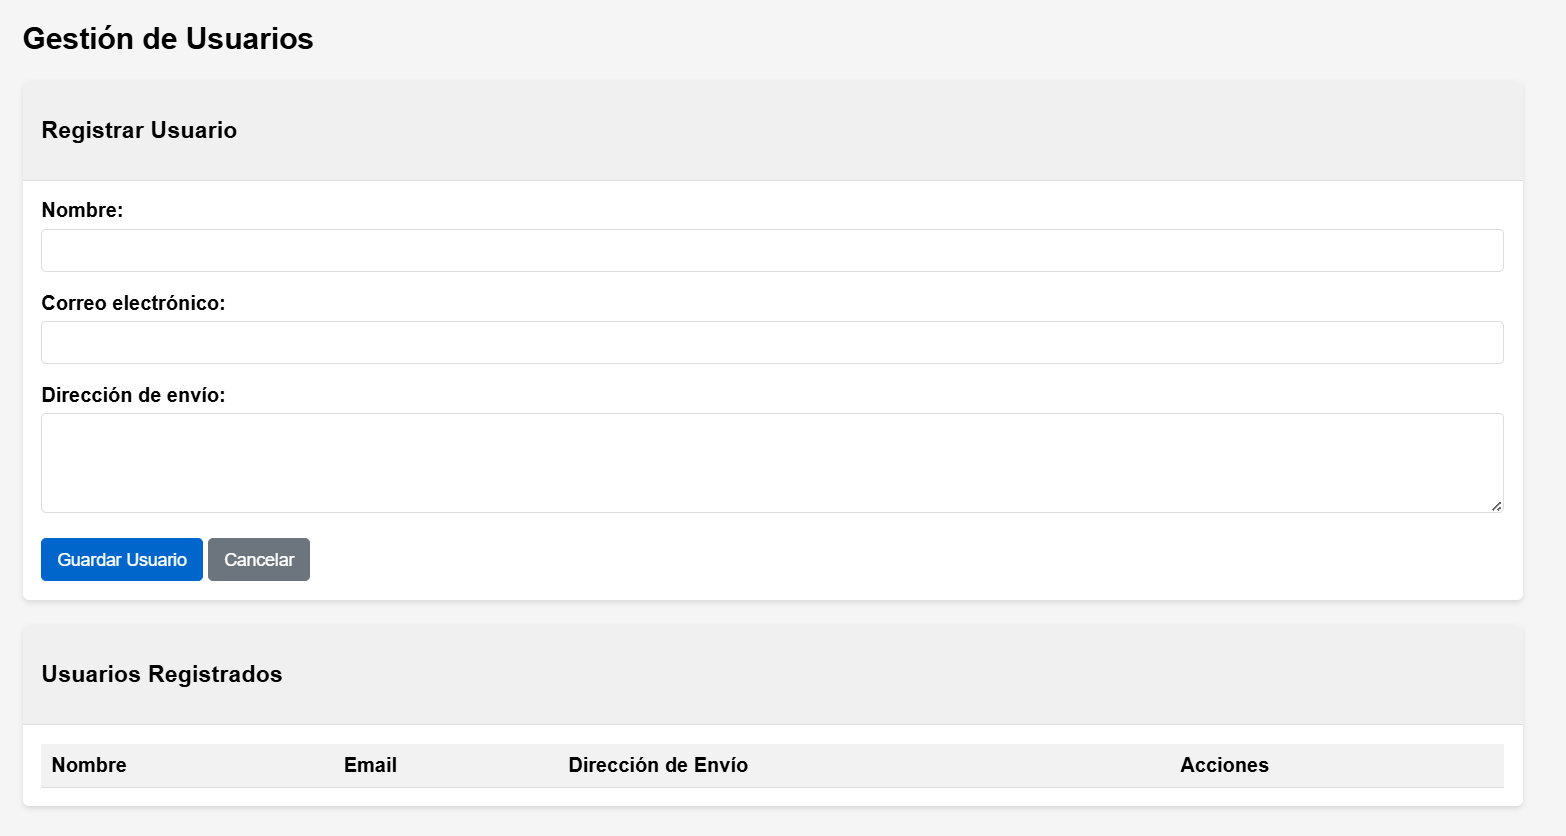 Gestión de Usuarios
Registrar Usuario
Nombre:
Correo electrónico:
Dirección de envío:
Guardar Usuario Cancelar
Usuarios Registrados
Nombre Email Dirección de Envío Acciones